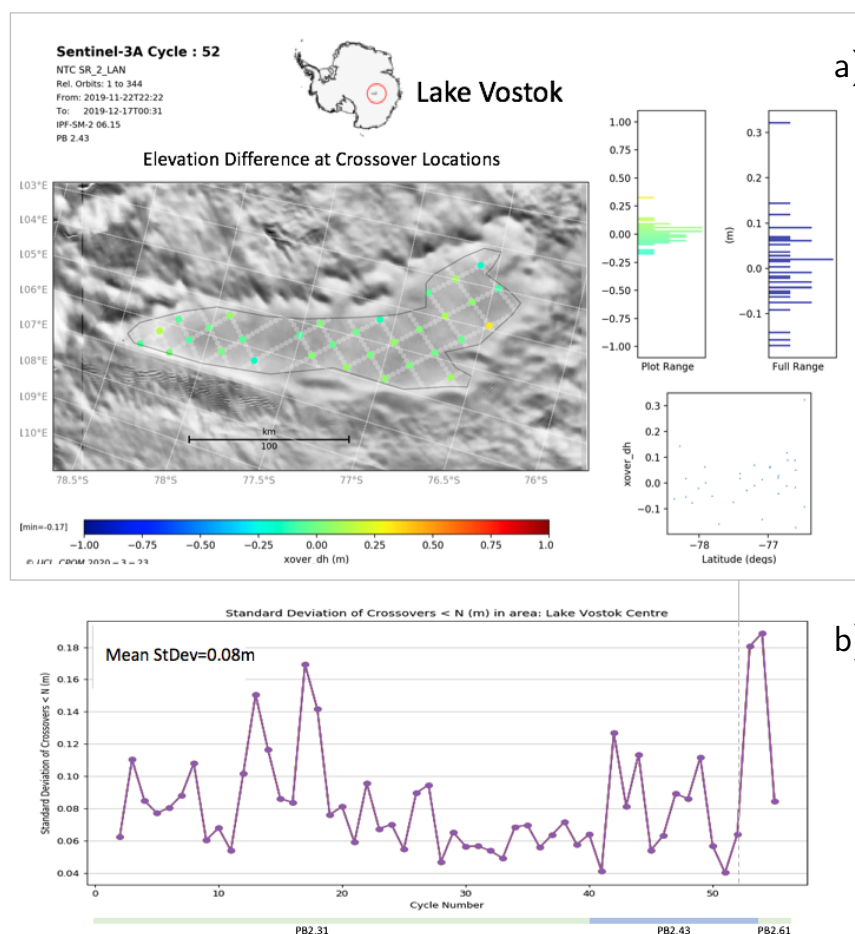 Sentinel-3A Cycle : 52
NTC SR_2_LAN
Rel. Orbits: 1 to 344
From: 2019-11-22T22:22
To: 2019-12-17T00:31
IPF-SM-2 06.15
PB 2.43
Lake Vostok
a)
Elevation Difference at Crossover Locations
103°E
104°E
105°E
106°E
107°E
108°E
109°E
110°E
78.5°S
78°S
77.5°S
77°S
76.5°S
76°S
km
100
1.00
0.75
0.50
0.25
0.00
−0.25
−0.50
−0.75
−1.00
Plot Range
(m)
0.3
0.2
0.1
0.0
−0.1
Full Range
xover_dh
0.3
0.2
0.1
0.0
−0.1
−78
−77
Latitude (degs)
[min=-0.17]
−1.00 −0.75 −0.50 −0.25 0.00 0.25 0.50 0.75 1.0
xover_dh (m)
© UCL CPOM 2020−3−23
Standard Deviation of Crossovers < N (m) in area: Lake Vostok Centre
b)
Mean StDev=0.08m
Standard Deviation of Crossovers < N (m)
0.18
0.16
0.14
0.12
0.10
0.08
0.06
0.04
0 10 20 30 40 50
Cycle Number
PB2.31 PB2.43 PB2.61